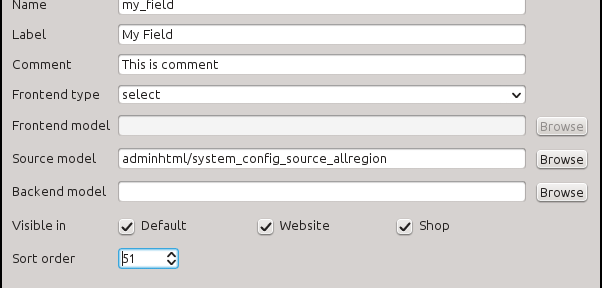 Name my_field
Label My Field
Comment This is comment
Frontend type select
Frontend model Browse
Source model adminhtml/system_config_source_allregion Browse
Backend model Browse
Visible in Default Website Shop
Sort order 51